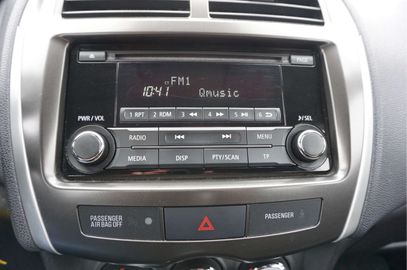 PAGE
FM1
10:41 Qmusic
1 RPT 2 RDM 3 ◂◂ 4 ▸▸ 5 6
PWR / VOL ♪/ SEL
RADIO MENU
MEDIA DISP PTY/SCAN TP
PASSENGER
AIR BAG OFF
PASSENGER